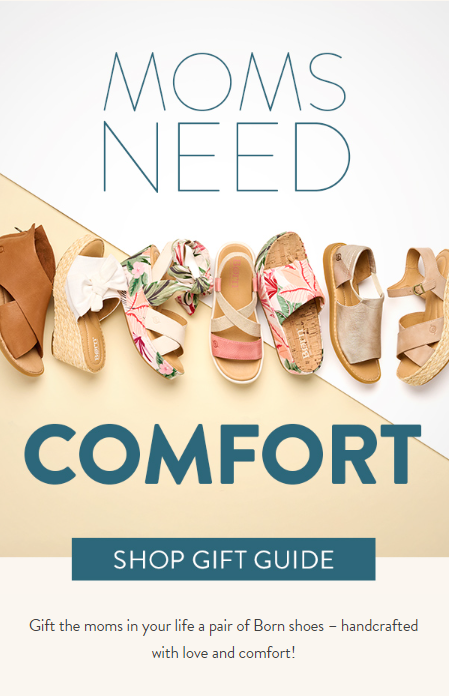 MOMS
NEED
COMFORT
SHOP GIFT GUIDE
Gift the moms in your life a pair of Born shoes – handcrafted
with love and comfort!